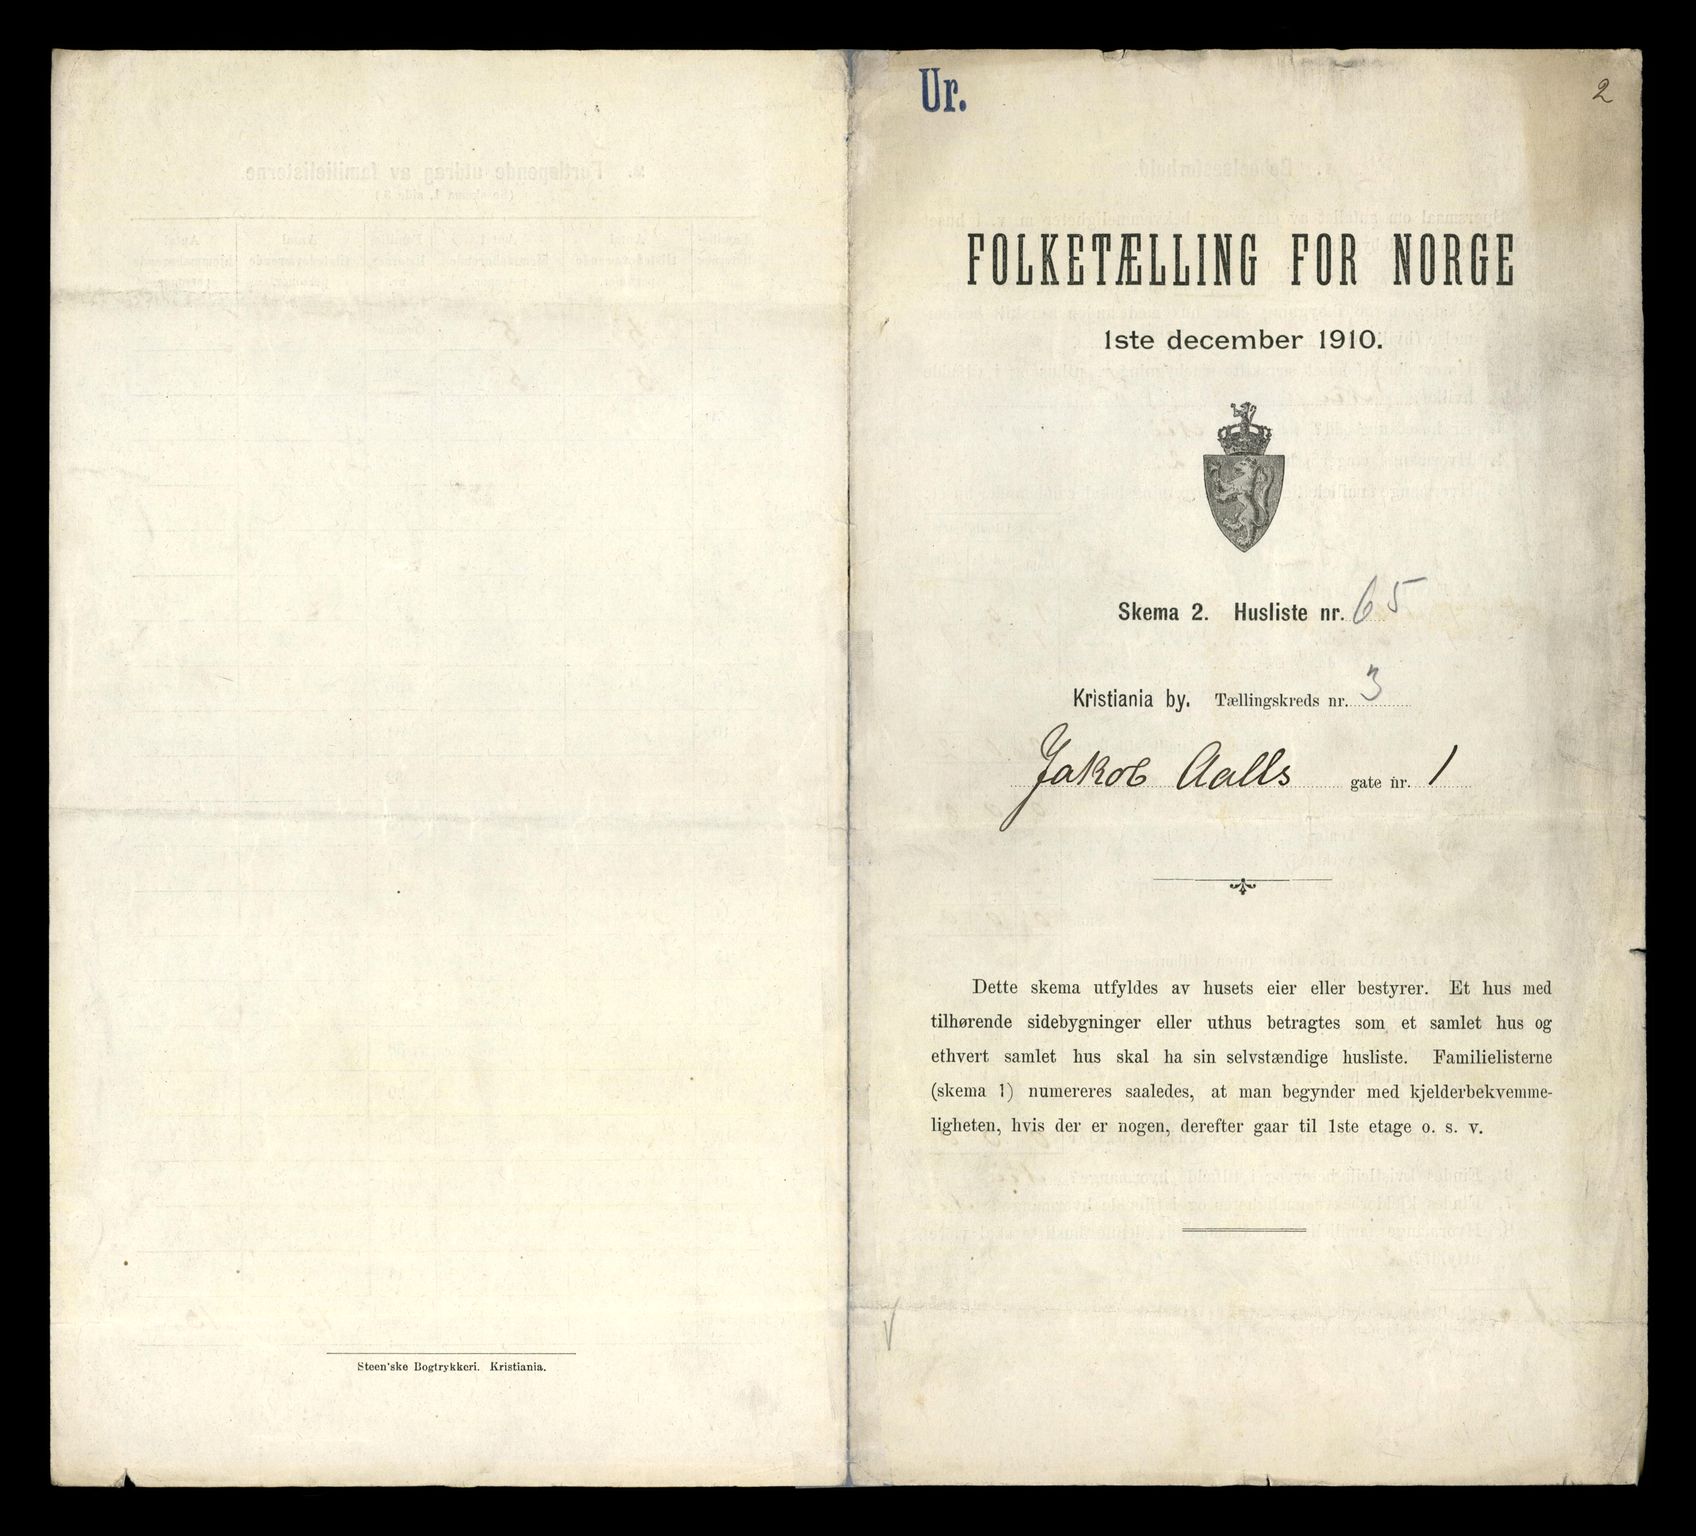 Steen'ske Bogtrykkeri. Kristiania.
Ur.
2
FOLKETÆLLING FOR NORGE
1ste december 1910.
Skema 2. Husliste nr. 65
Kristiania by. Tællingskreds nr. 3
Jakob Aalls gate nr. 1
Dette skema utfyldes av husets eier eller bestyrer. Et hus med
tilhørende sidebygninger eller uthus betragtes som et samlet hus og
ethvert samlet hus skal ha sin selvstændige husliste. Familielisterne
(skema 1) numereres saaledes, at man begynder med kjelderbekvemme-
ligheten, hvis der er nogen, derefter gaar til 1ste etage o. s. v.